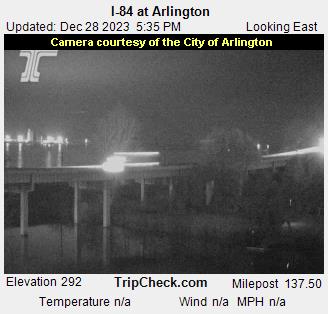 I-84 at Arlington
Updated: Dec 28 2023 5:35 PM Looking East
Camera courtesy of the City of Arlington
Elevation 292 TripCheck.com Milepost 137.50
Temperature n/a Wind n/a MPH n/a